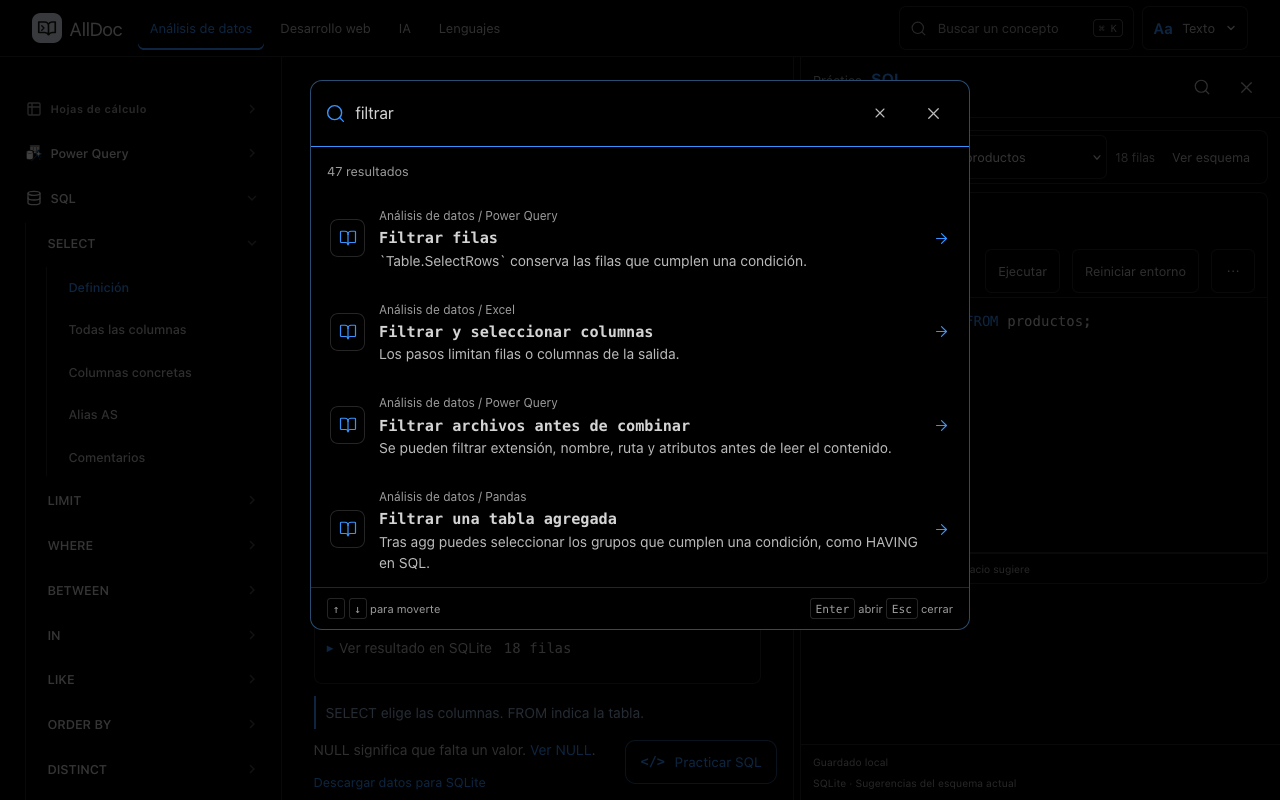 AllDoc
Análisis de datos
Desarrollo web
IA
Lenguajes
Buscar un concepto
⌘ K
Aa Texto
Hojas de cálculo
Power Query
SQL
SELECT
Definición
Todas las columnas
Columnas concretas
Alias AS
Comentarios
LIMIT
WHERE
BETWEEN
IN
LIKE
ORDER BY
DISTINCT
filtrar
47 resultados
Análisis de datos / Power Query
Filtrar filas
`Table.SelectRows` conserva las filas que cumplen una condición.
Análisis de datos / Excel
Filtrar y seleccionar columnas
Los pasos limitan filas o columnas de la salida.
Análisis de datos / Power Query
Filtrar archivos antes de combinar
Se pueden filtrar extensión, nombre, ruta y atributos antes de leer el contenido.
Análisis de datos / Pandas
Filtrar una tabla agregada
Tras agg puedes seleccionar los grupos que cumplen una condición, como HAVING
en SQL.
↑ ↓ para moverte
Enter abrir Esc cerrar
Ver resultado en SQLite 18 filas
SELECT elige las columnas. FROM indica la tabla.
NULL significa que falta un valor. Ver NULL.
</> Practicar SQL
Descargar datos para SQLite
SQL
productos
18 filas
Ver esquema
Ejecutar
Reiniciar entorno
...
FROM productos;
sugiere
Guardado local
SQLite · Sugerencias del esquema actual